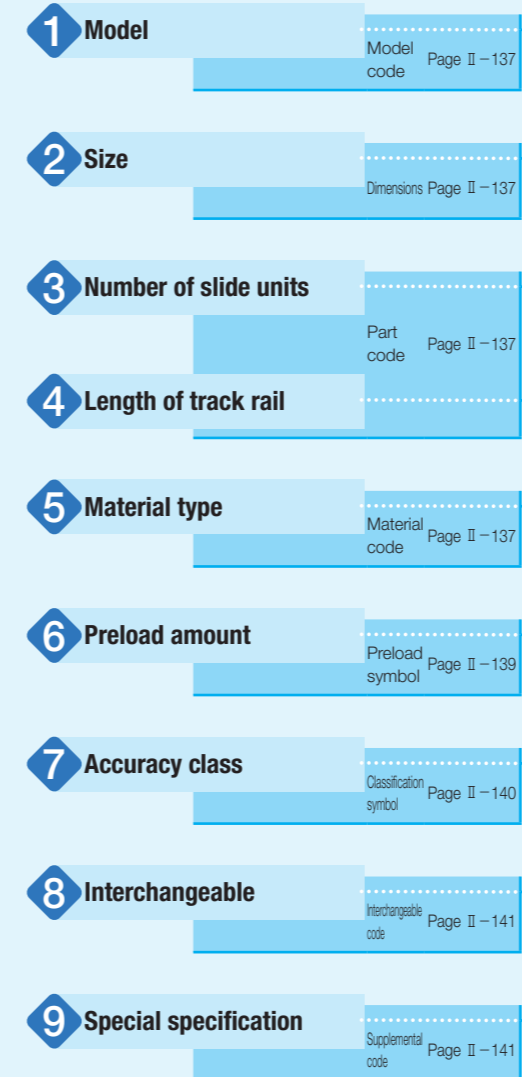 1 Model
Model
code
Page Ⅱ－137
2 Size
Dimensions Page Ⅱ－137
3 Number of slide units
Part
code
Page Ⅱ－137
4 Length of track rail
5 Material type
Material
code
Page Ⅱ－137
6 Preload amount
Preload
symbol
Page Ⅱ－139
7 Accuracy class
Classification
symbol
Page Ⅱ－140
8 Interchangeable
Interchangeable
code
Page Ⅱ－141
9 Special specification
Supplemental
code
Page Ⅱ－141